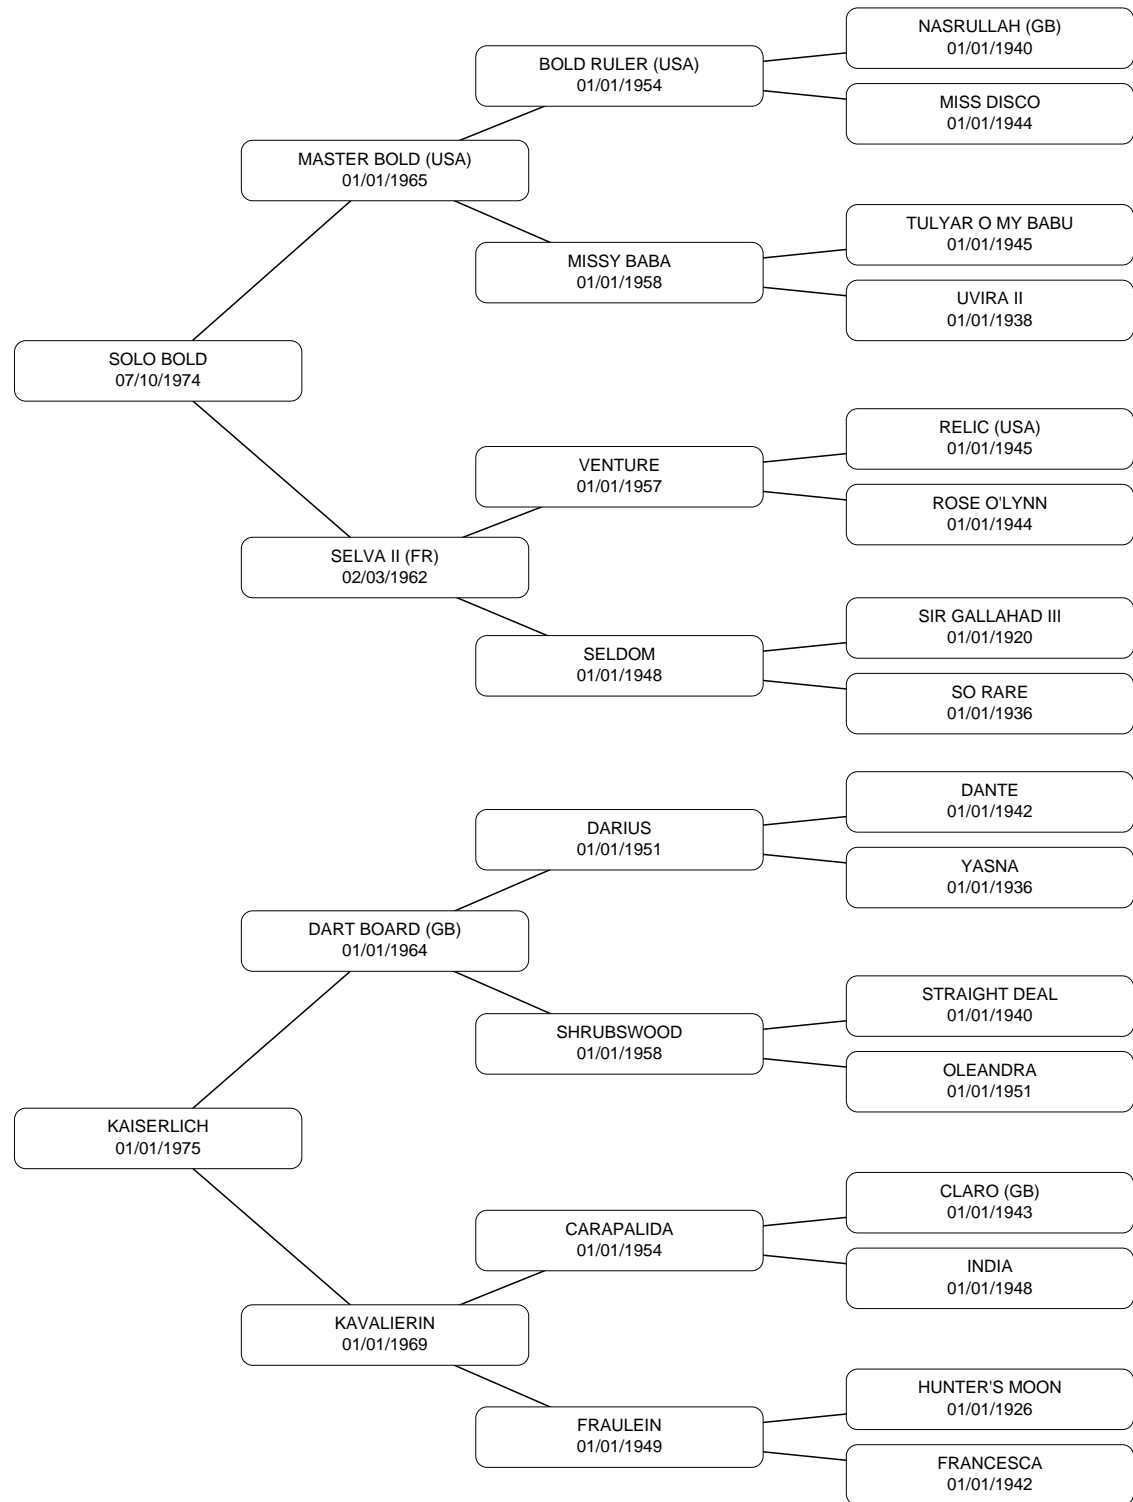 NASRULLAH (GB)
01/01/1940
BOLD RULER (USA)
01/01/1954
MISS DISCO
01/01/1944
MASTER BOLD (USA)
01/01/1965
TULYAR O MY BABU
01/01/1945
MISSY BABA
01/01/1958
UVIRA II
01/01/1938
SOLO BOLD
07/10/1974
RELIC (USA)
01/01/1945
VENTURE
01/01/1957
ROSE O'LYNN
01/01/1944
SELVA II (FR)
02/03/1962
SIR GALLAHAD III
01/01/1920
SELDOM
01/01/1948
SO RARE
01/01/1936
DANTE
01/01/1942
DARIUS
01/01/1951
YASNA
01/01/1936
DART BOARD (GB)
01/01/1964
STRAIGHT DEAL
01/01/1940
SHRUBSWOOD
01/01/1958
OLEANDRA
01/01/1951
KAISERLICH
01/01/1975
CLARO (GB)
01/01/1943
CARAPALIDA
01/01/1954
INDIA
01/01/1948
KAVALIERIN
01/01/1969
HUNTER'S MOON
01/01/1926
FRAULEIN
01/01/1949
FRANCESCA
01/01/1942